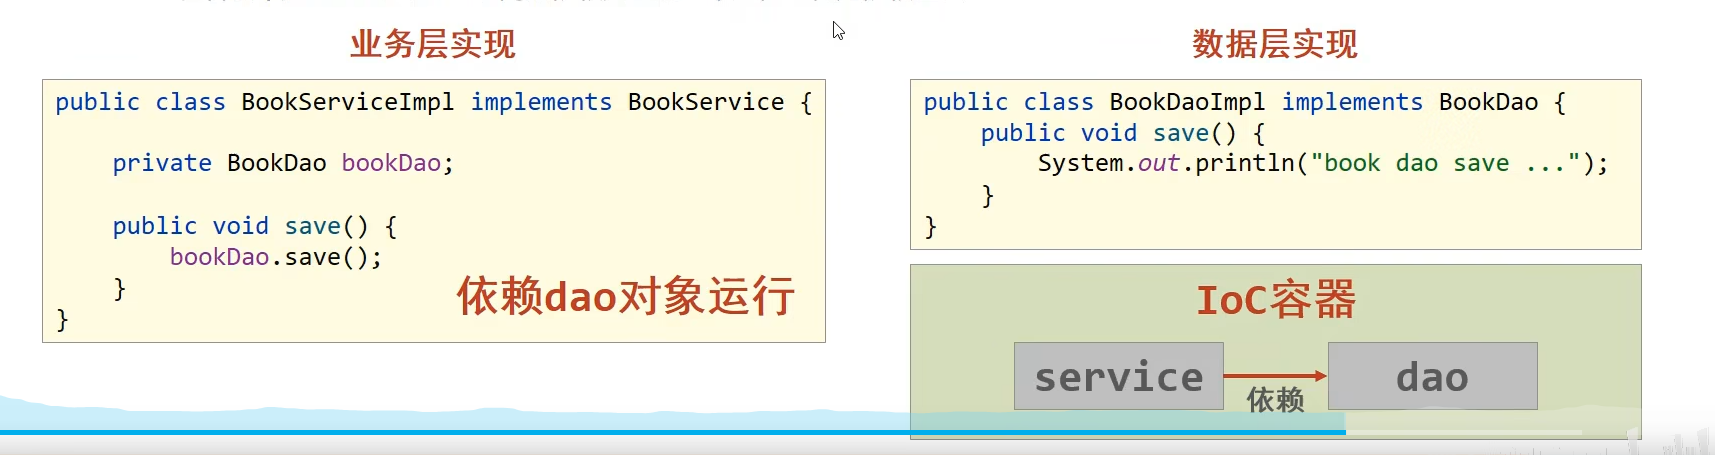 业务层实现
public class BookServiceImpl implements BookService {
private BookDao bookDao;
public void save() {
bookDao.save();
}
}
依赖dao对象运行
数据层实现
public class BookDaoImpl implements BookDao {
public void save() {
System.out.println("book dao save ...");
}
}
IoC容器
service
依赖
dao